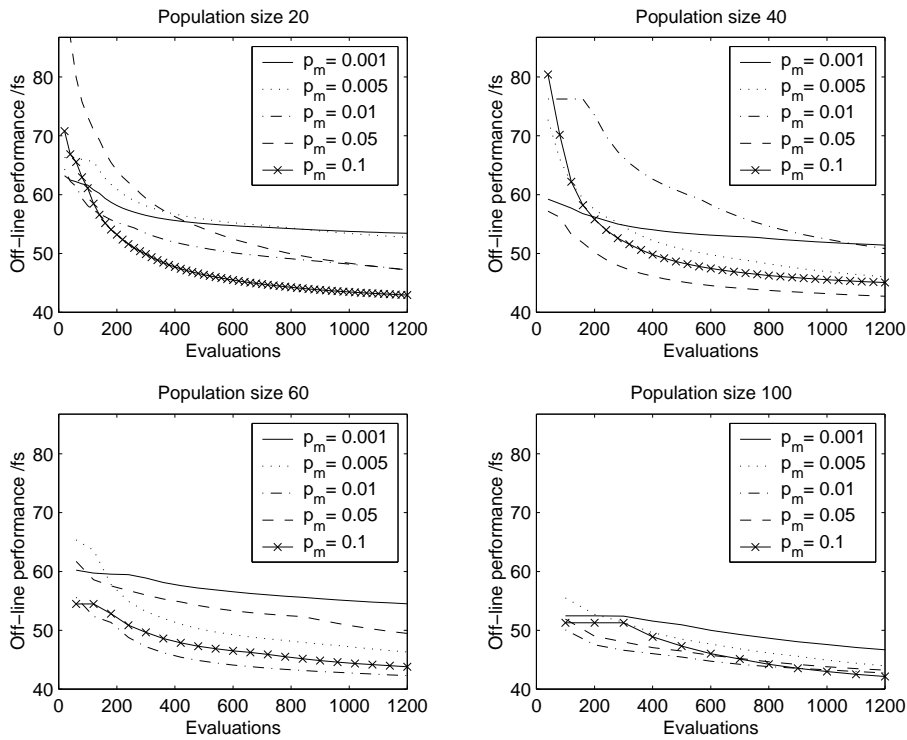 Population size 20
Off-line performance /fs
80
70
60
50
40
0 200 400 600 800 1000 1200
Evaluations
p_m= 0.001
p_m= 0.005
p_m= 0.01
p_m= 0.05
p_m= 0.1
Population size 40
Off-line performance /fs
80
70
60
50
40
0 200 400 600 800 1000 1200
Evaluations
p_m= 0.001
p_m= 0.005
p_m= 0.01
p_m= 0.05
p_m= 0.1
Population size 60
Off-line performance /fs
80
70
60
50
40
0 200 400 600 800 1000 1200
Evaluations
p_m= 0.001
p_m= 0.005
p_m= 0.01
p_m= 0.05
p_m= 0.1
Population size 100
Off-line performance /fs
80
70
60
50
40
0 200 400 600 800 1000 1200
Evaluations
p_m= 0.001
p_m= 0.005
p_m= 0.01
p_m= 0.05
p_m= 0.1